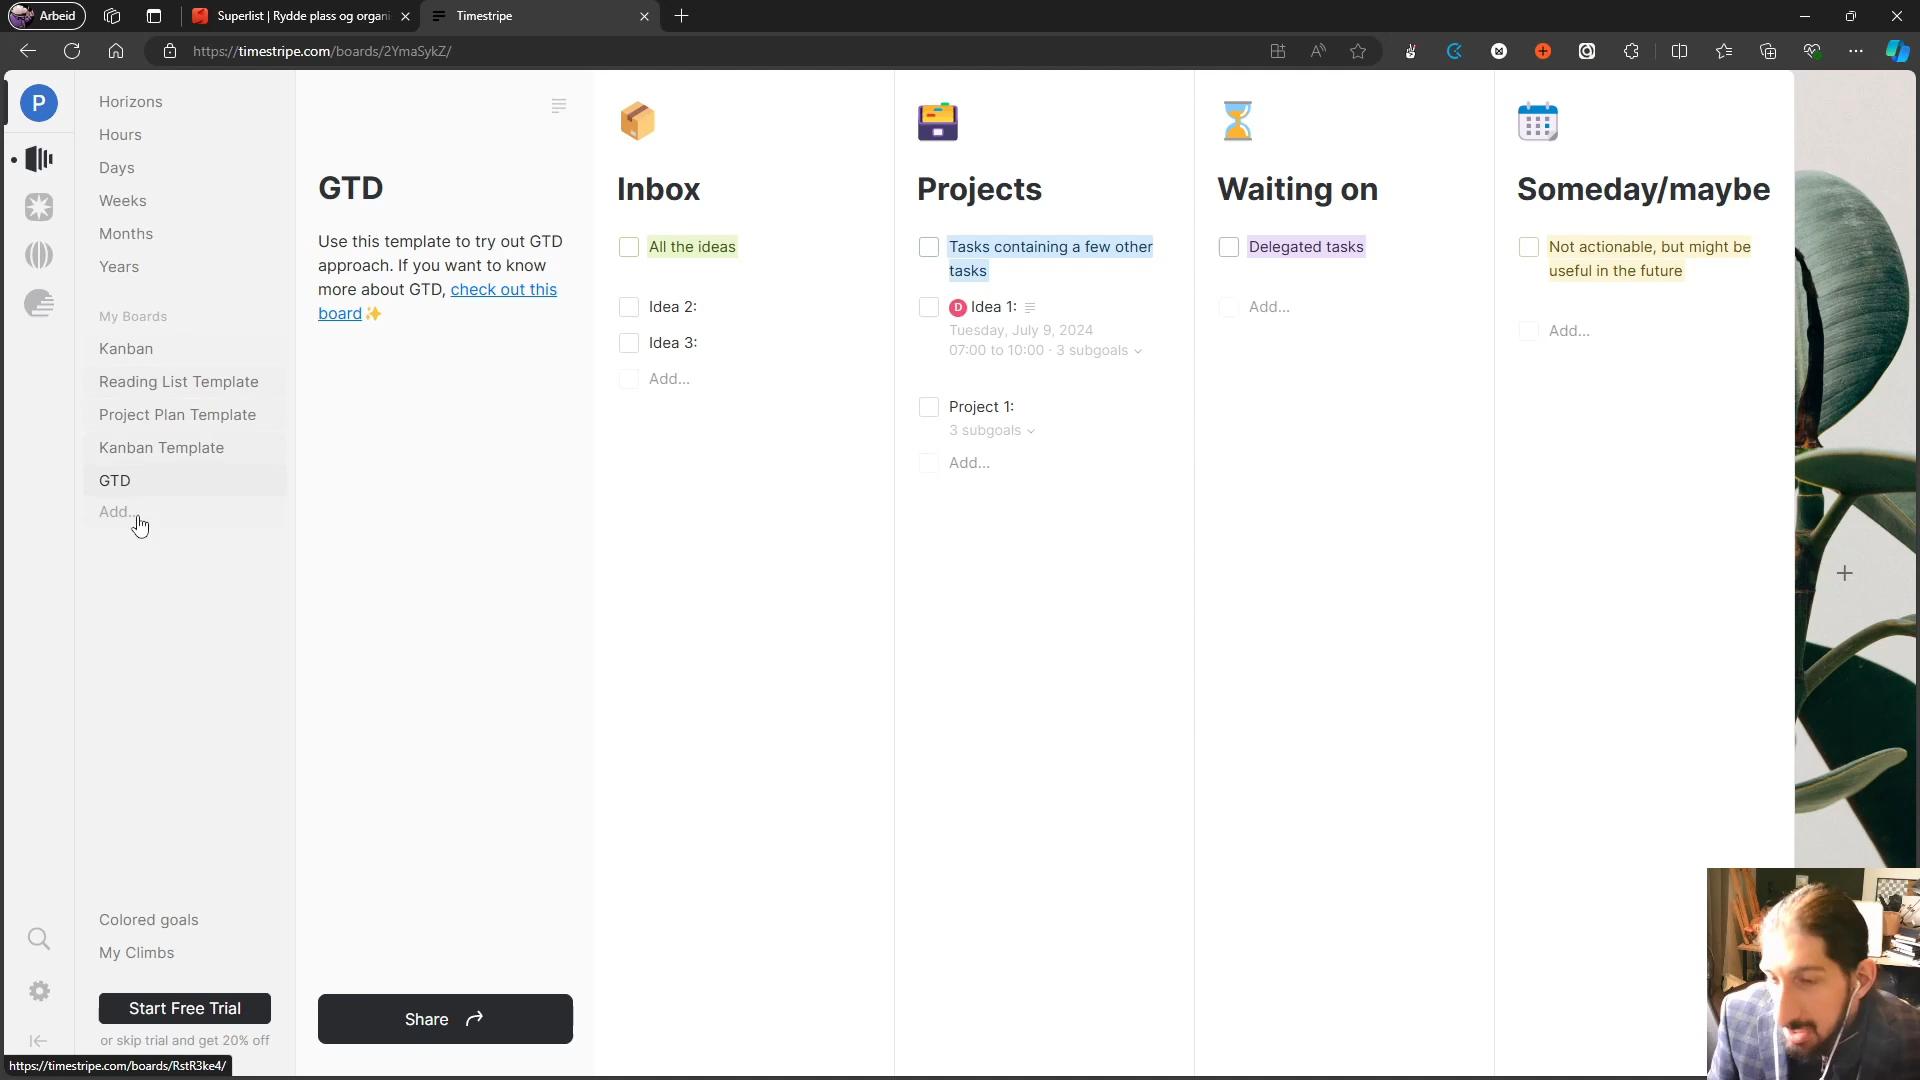 Arbeid
Superlist | Rydde plass og organi
Timestripe
https://timestripe.com/boards/2YmaSykZ/
P
Horizons
Hours
Days
Weeks
Months
Years
My Boards
Kanban
Reading List Template
Project Plan Template
Kanban Template
GTD
Add...
Colored goals
My Climbs
Start Free Trial
or skip trial and get 20% off
https://timestripe.com/boards/RstR3ke4/
GTD
Use this template to try out GTD
approach. If you want to know
more about GTD, check out this
board✨
Share
Inbox
All the ideas
Idea 2:
Idea 3:
Add...
Projects
Tasks containing a few other
tasks
D Idea 1:
Tuesday, July 9, 2024
07:00 to 10:00 · 3 subgoals
Project 1:
3 subgoals
Add...
Waiting on
Delegated tasks
Add...
Someday/maybe
Not actionable, but might be
useful in the future
Add...